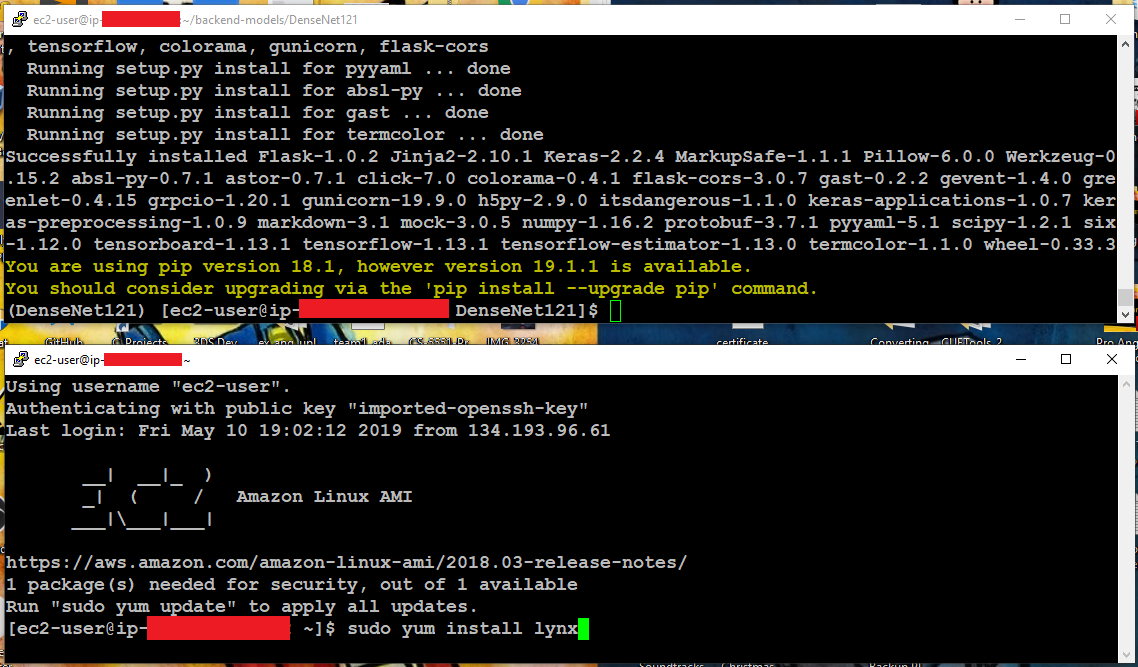 ec2-user@ip- :~/backend-models/DenseNet121
, tensorflow, colorama, gunicorn, flask-cors
Running setup.py install for pyyaml ... done
Running setup.py install for absl-py ... done
Running setup.py install for gast ... done
Running setup.py install for termcolor ... done
Successfully installed Flask-1.0.2 Jinja2-2.10.1 Keras-2.2.4 MarkupSafe-1.1.1 Pillow-6.0.0 Werkzeug-0
.15.2 absl-py-0.7.1 astor-0.7.1 click-7.0 colorama-0.4.1 flask-cors-3.0.7 gast-0.2.2 gevent-1.4.0 gre
enlet-0.4.15 grpcio-1.20.1 gunicorn-19.9.0 h5py-2.9.0 itsdangerous-1.1.0 keras-applications-1.0.7 ker
as-preprocessing-1.0.9 markdown-3.1 mock-3.0.5 numpy-1.16.2 protobuf-3.7.1 pyyaml-5.1 scipy-1.2.1 six
-1.12.0 tensorboard-1.13.1 tensorflow-1.13.1 tensorflow-estimator-1.13.0 termcolor-1.1.0 wheel-0.33.3
You are using pip version 18.1, however version 19.1.1 is available.
You should consider upgrading via the 'pip install --upgrade pip' command.
(DenseNet121) [ec2-user@ip- DenseNet121]$
GitHub C_Projects 3DS Dev certificate Converting CUETools_2
ec2-user@ip- ~
Using username "ec2-user".
Authenticating with public key "imported-openssh-key"
Last login: Fri May 10 19:02:12 2019 from 134.193.96.61
__| __|_ )
_| ( / Amazon Linux AMI
___|\___|___|
https://aws.amazon.com/amazon-linux-ami/2018.03-release-notes/
1 package(s) needed for security, out of 1 available
Run "sudo yum update" to apply all updates.
[ec2-user@ip- ~]$ sudo yum install lynx
Soundtracks Christmas Backup